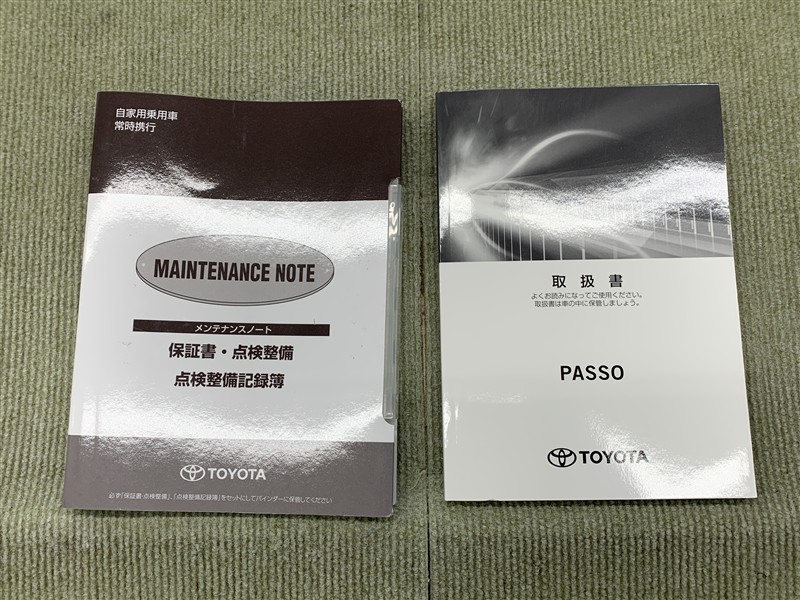 自家用乗用車
常時携行
MAINTENANCE NOTE
メンテナンスノート
保証書・点検整備
点検整備記録簿
TOYOTA
必ず「保証書・点検整備」、「点検整備記録簿」をセットにしてバインダーに保管してください
取扱書
よくお読みになってご使用ください。
取扱書は車の中に保管しましょう。
PASSO
TOYOTA